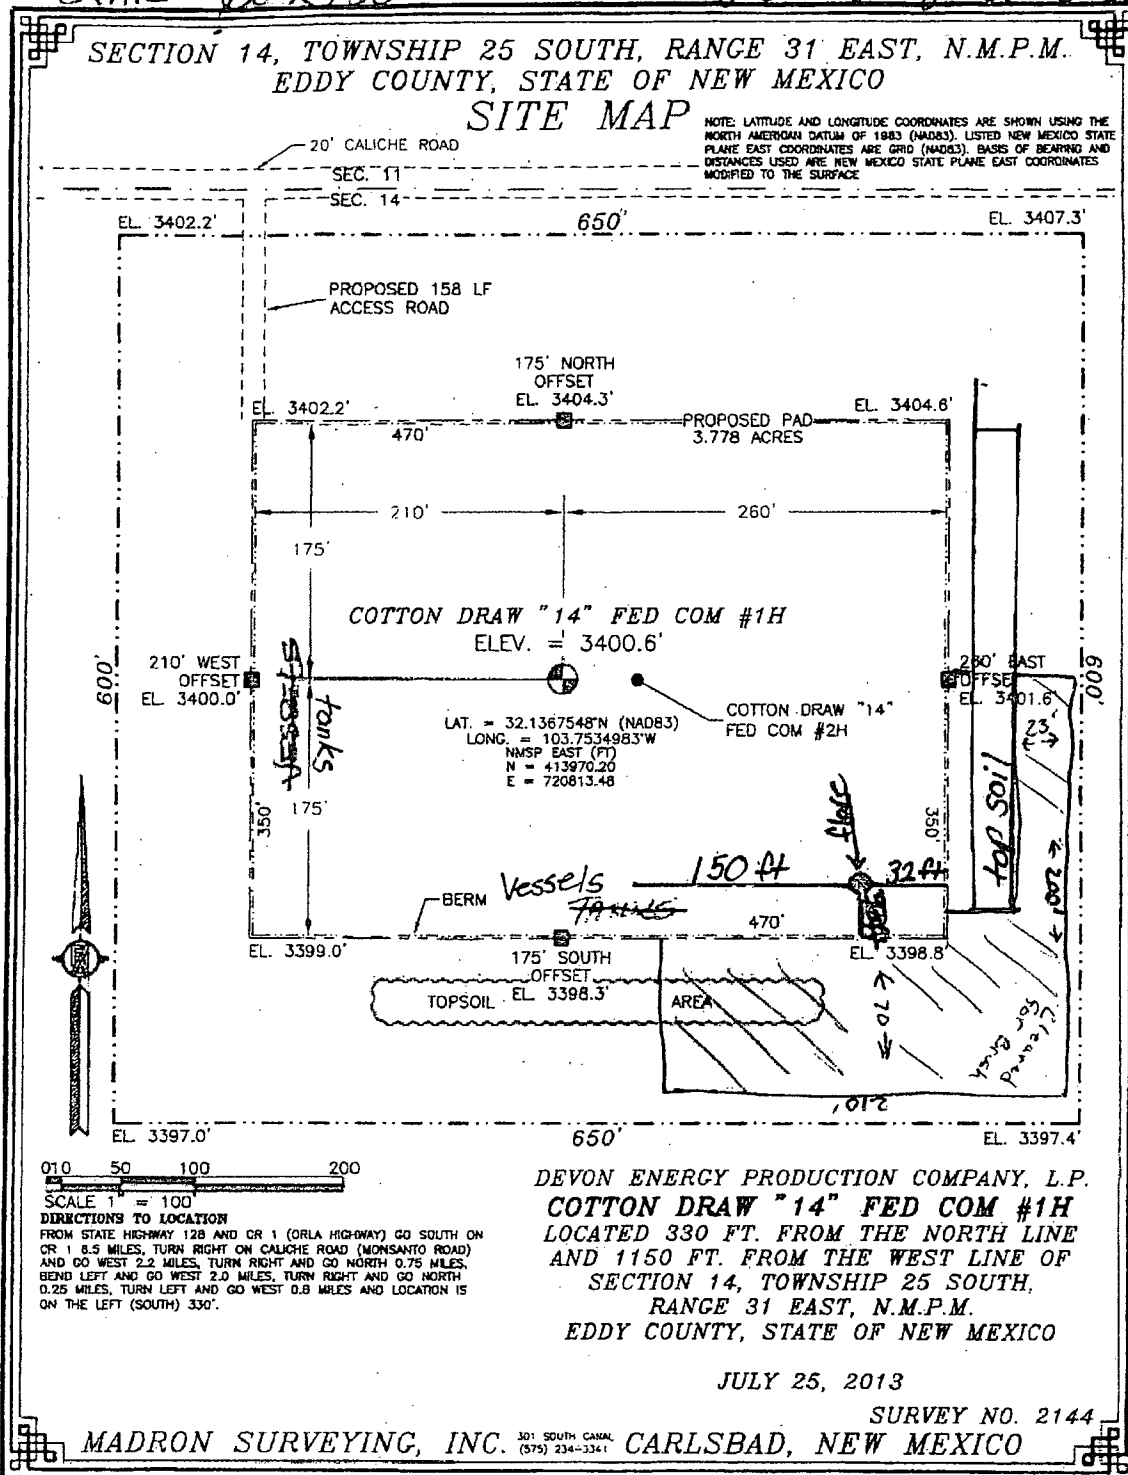 SECTION 14, TOWNSHIP 25 SOUTH, RANGE 31 EAST, N.M.P.M.
EDDY COUNTY, STATE OF NEW MEXICO
SITE MAP
NOTE: LATITUDE AND LONGITUDE COORDINATES ARE SHOWN USING THE
NORTH AMERICAN DATUM OF 1983 (NAD83). LISTED NEW MEXICO STATE
PLANE EAST COORDINATES ARE GRID (NAD83). BASIS OF BEARING AND
DISTANCES USED ARE NEW MEXICO STATE PLANE EAST COORDINATES
MODIFIED TO THE SURFACE
20' CALICHE ROAD
SEC. 11
SEC. 14
EL. 3402.2'
650'
EL. 3407.3'
PROPOSED 158 LF
ACCESS ROAD
175' NORTH
OFFSET
EL. 3404.3'
EL. 3402.2'
EL. 3404.6'
470'
PROPOSED PAD
3.778 ACRES
210'
260'
175'
COTTON DRAW "14" FED COM #1H
ELEV. = 3400.6'
600'
210' WEST
OFFSET
EL. 3400.0'
tanks
260' EAST
OFFSET
EL. 3401.6'
600'
COTTON DRAW "14"
FED COM #2H
LAT. = 32.1367548°N (NAD83)
LONG. = 103.7534983°W
NMSP EAST (FT)
N = 413970.20
E = 720813.48
23'
top soil
175'
350'
flare
350'
200'
150 ft
32 ft
BERM
Vessels
470'
EL. 3399.0'
175' SOUTH
OFFSET
EL. 3398.3'
EL. 3398.8'
TOPSOIL
AREA
70
Cleared
for Brush
210'
EL. 3397.0'
650'
EL. 3397.4'
010 50 100 200
SCALE 1" = 100'
DIRECTIONS TO LOCATION
FROM STATE HIGHWAY 128 AND CR 1 (ORLA HIGHWAY) GO SOUTH ON
CR 1 8.5 MILES, TURN RIGHT ON CALICHE ROAD (MONSANTO ROAD)
AND GO WEST 2.2 MILES, TURN RIGHT AND GO NORTH 0.75 MILES,
BEND LEFT AND GO WEST 2.0 MILES, TURN RIGHT AND GO NORTH
0.25 MILES, TURN LEFT AND GO WEST 0.8 MILES AND LOCATION IS
ON THE LEFT (SOUTH) 330'.
DEVON ENERGY PRODUCTION COMPANY, L.P.
COTTON DRAW "14" FED COM #1H
LOCATED 330 FT. FROM THE NORTH LINE
AND 1150 FT. FROM THE WEST LINE OF
SECTION 14, TOWNSHIP 25 SOUTH,
RANGE 31 EAST, N.M.P.M.
EDDY COUNTY, STATE OF NEW MEXICO
JULY 25, 2013
SURVEY NO. 2144
MADRON SURVEYING, INC. 301 SOUTH CANAL (575) 234-3341 CARLSBAD, NEW MEXICO